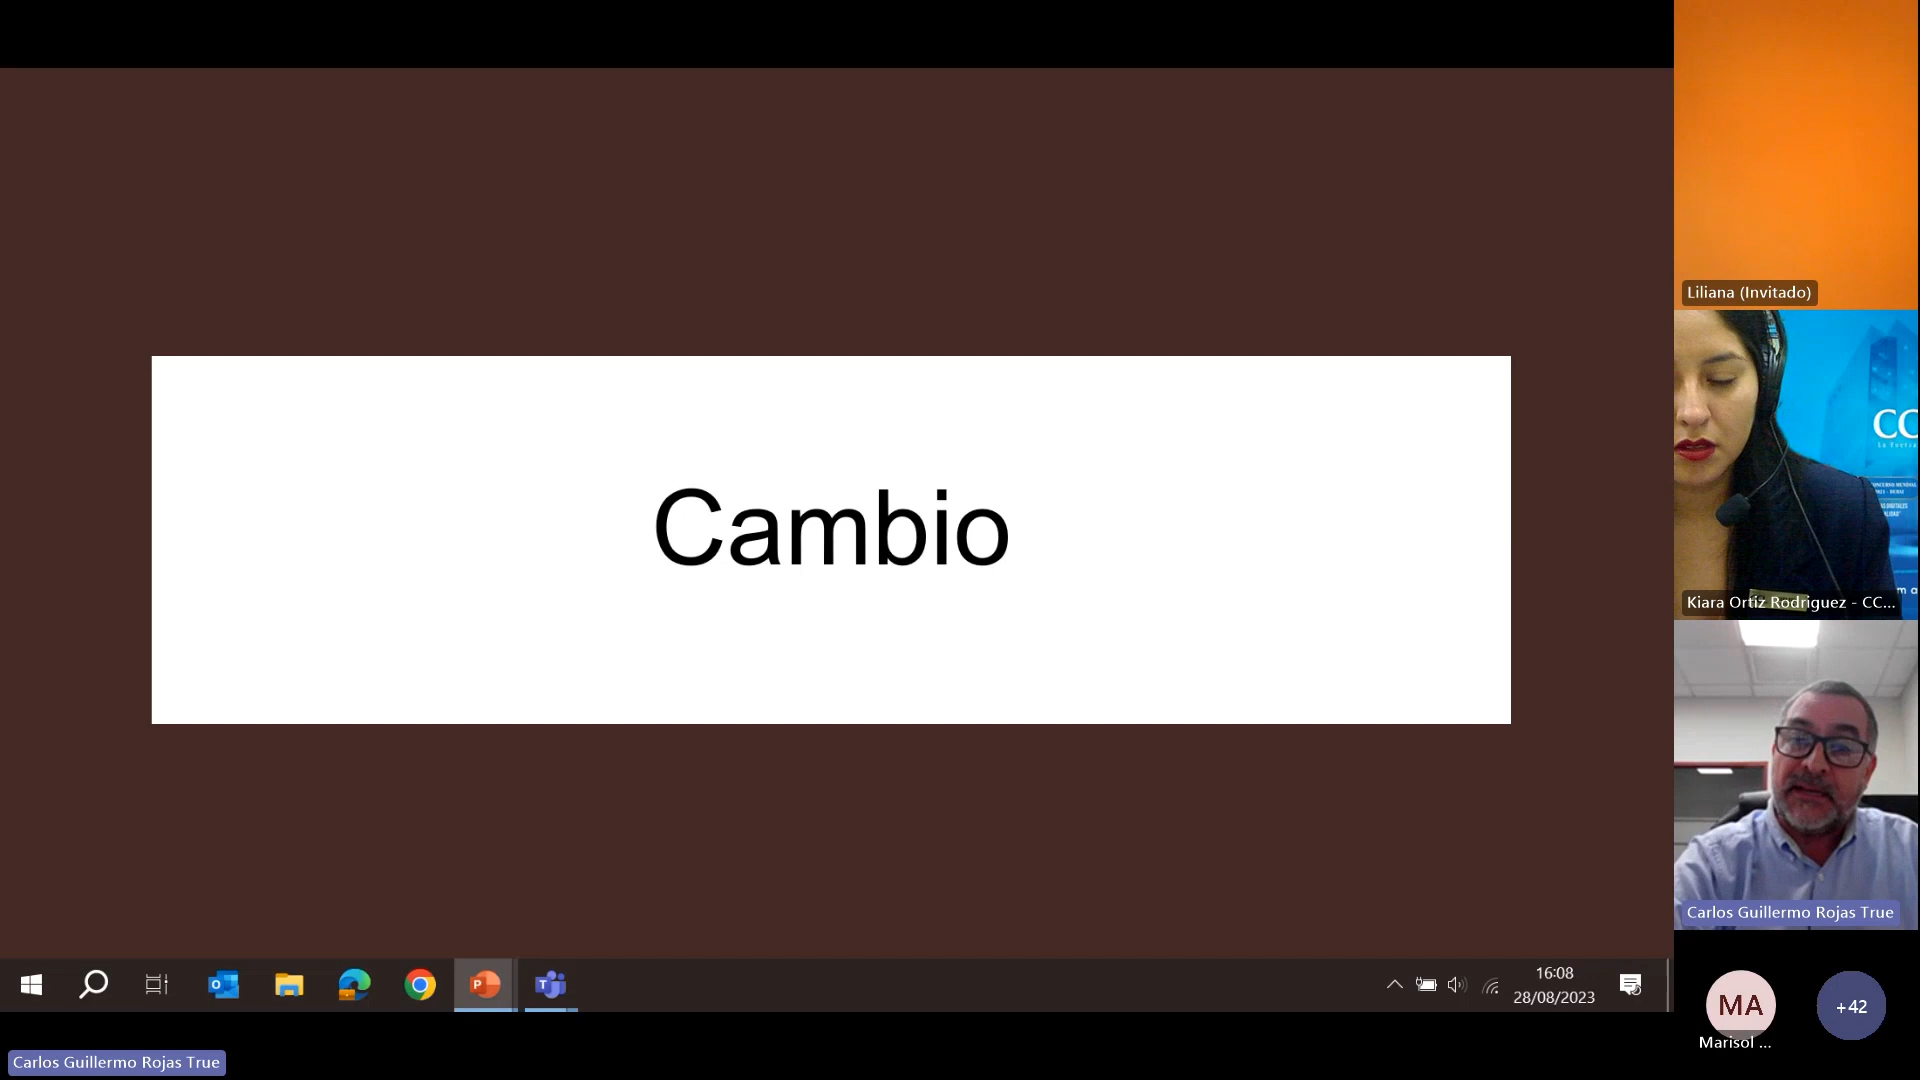 Cambio
Liliana (Invitado)
CC
Kiara Ortiz Rodriguez - CC...
Carlos Guillermo Rojas True
16:08
28/08/2023
MA
+42
Marisol ...
Carlos Guillermo Rojas True